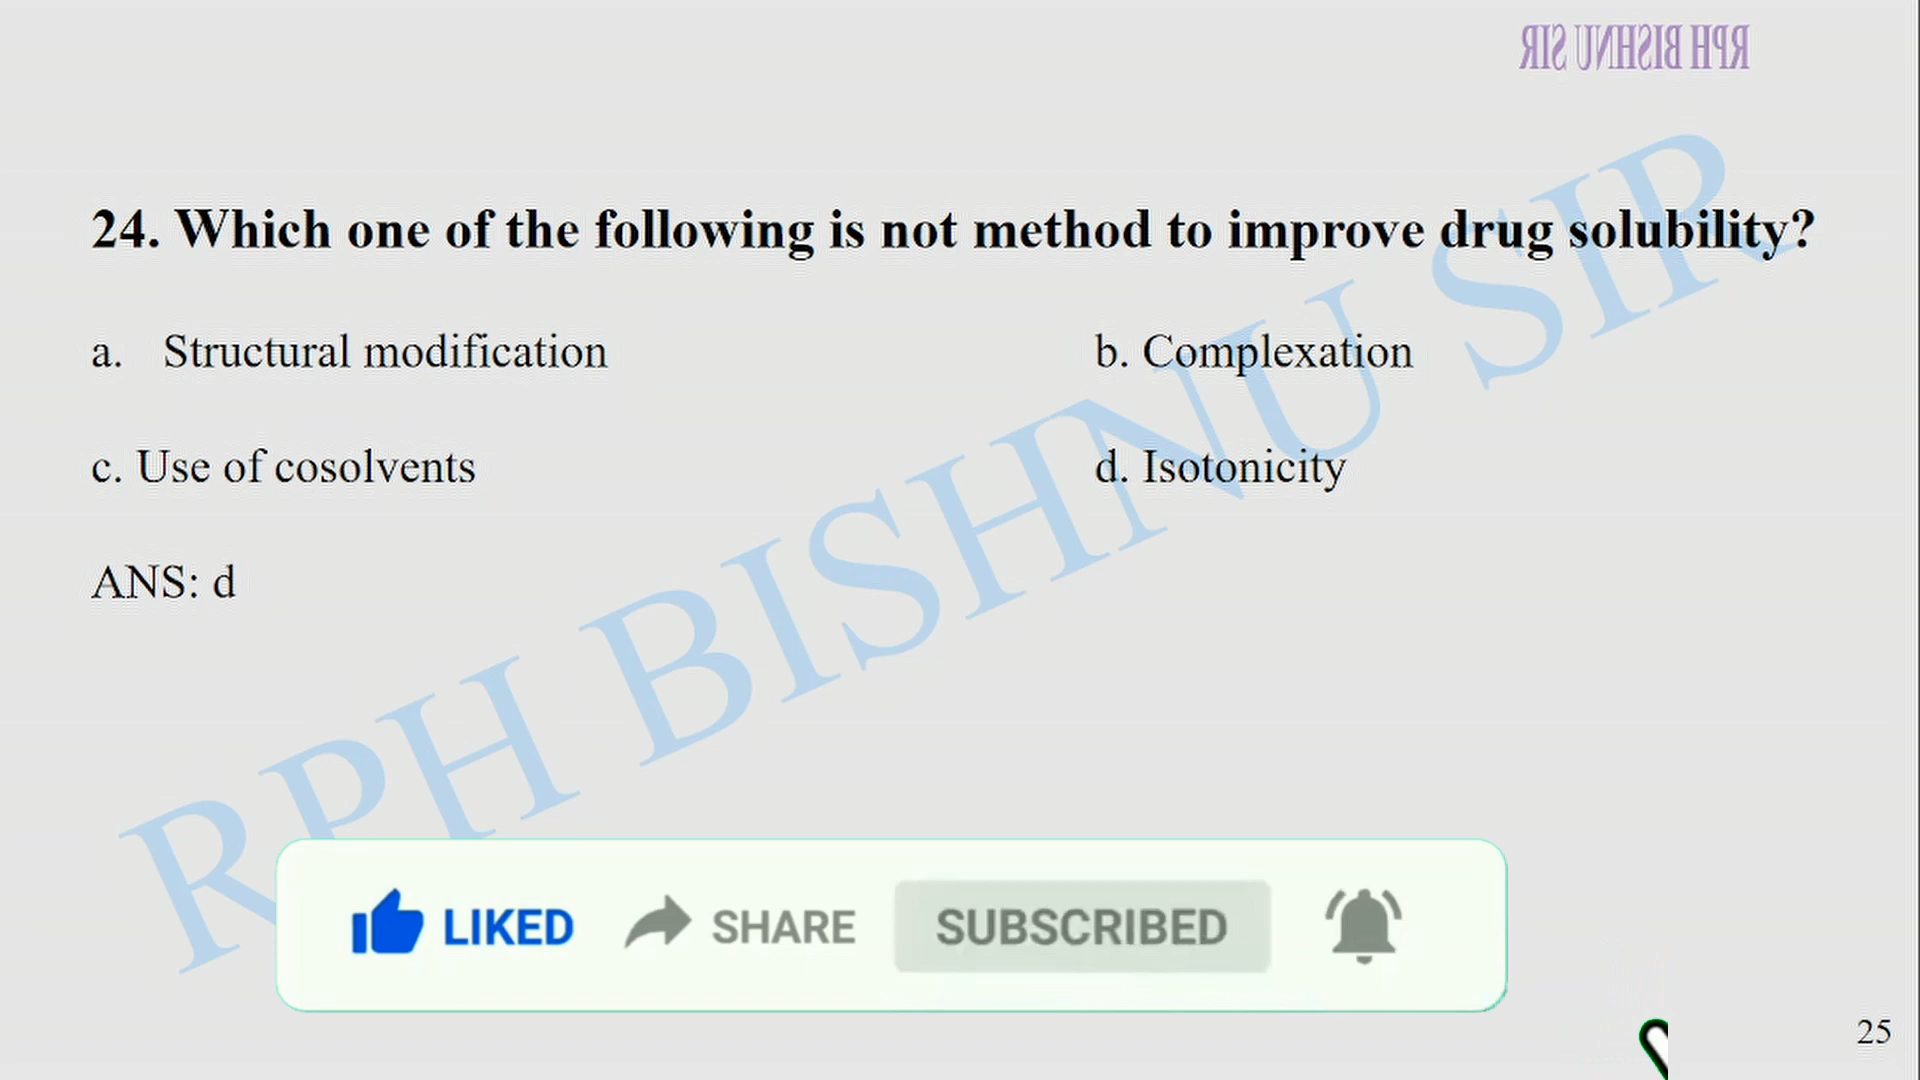 RPH BISHNU SIR
24. Which one of the following is not method to improve drug solubility?
a. Structural modification
b. Complexation
c. Use of cosolvents
d. Isotonicity
ANS: d
RPH BISHNU SIR
LIKED SHARE SUBSCRIBED
25